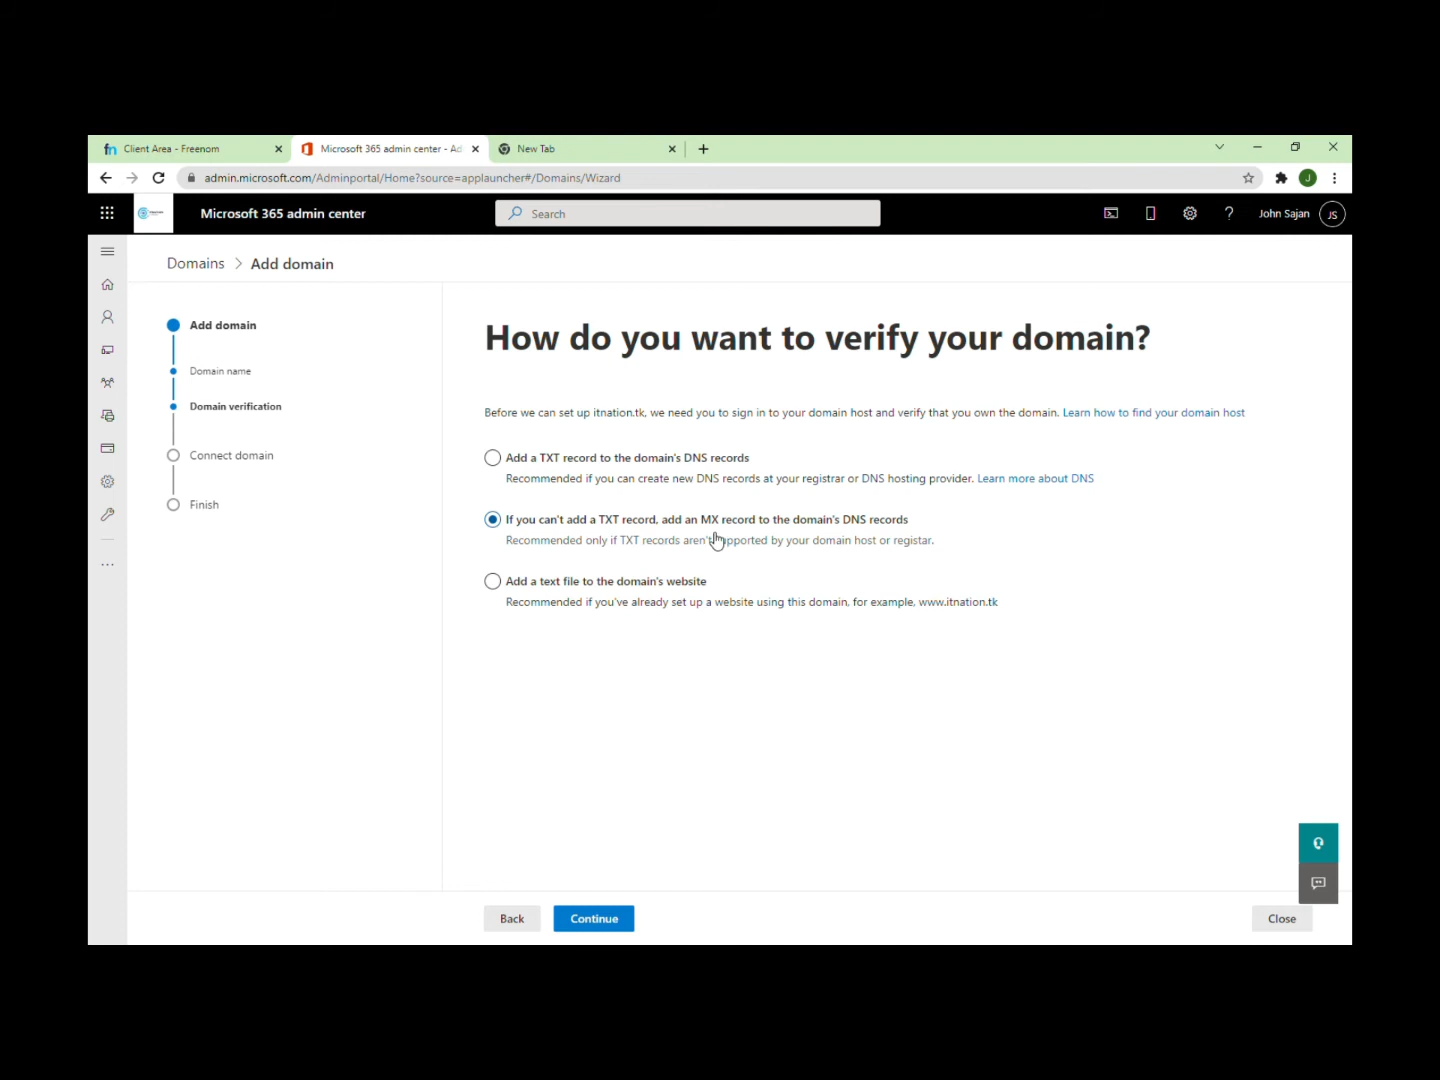 fn Client Area - Freenom
Microsoft 365 admin center - Ad
New Tab
admin.microsoft.com/Adminportal/Home?source=applauncher#/Domains/Wizard
J
Microsoft 365 admin center
Search
?
John Sajan
JS
Domains > Add domain
Add domain
Domain name
Domain verification
Connect domain
Finish
How do you want to verify your domain?
Before we can set up itnation.tk, we need you to sign in to your domain host and verify that you own the domain. Learn how to find your domain host
Add a TXT record to the domain's DNS records
Recommended if you can create new DNS records at your registrar or DNS hosting provider. Learn more about DNS
If you can't add a TXT record, add an MX record to the domain's DNS records
Recommended only if TXT records aren't supported by your domain host or registar.
Add a text file to the domain's website
Recommended if you've already set up a website using this domain, for example, www.itnation.tk
Back
Continue
Close